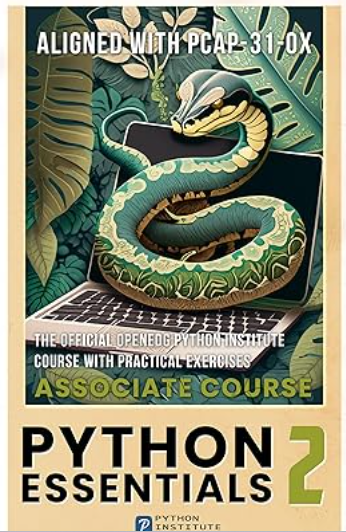 ALIGNED WITH PCAP-31-0X
THE OFFICIAL OPENEDG PYTHON INSTITUTE
COURSE WITH PRACTICAL EXERCISES
ASSOCIATE COURSE
PYTHON
ESSENTIALS 2
PYTHON
INSTITUTE